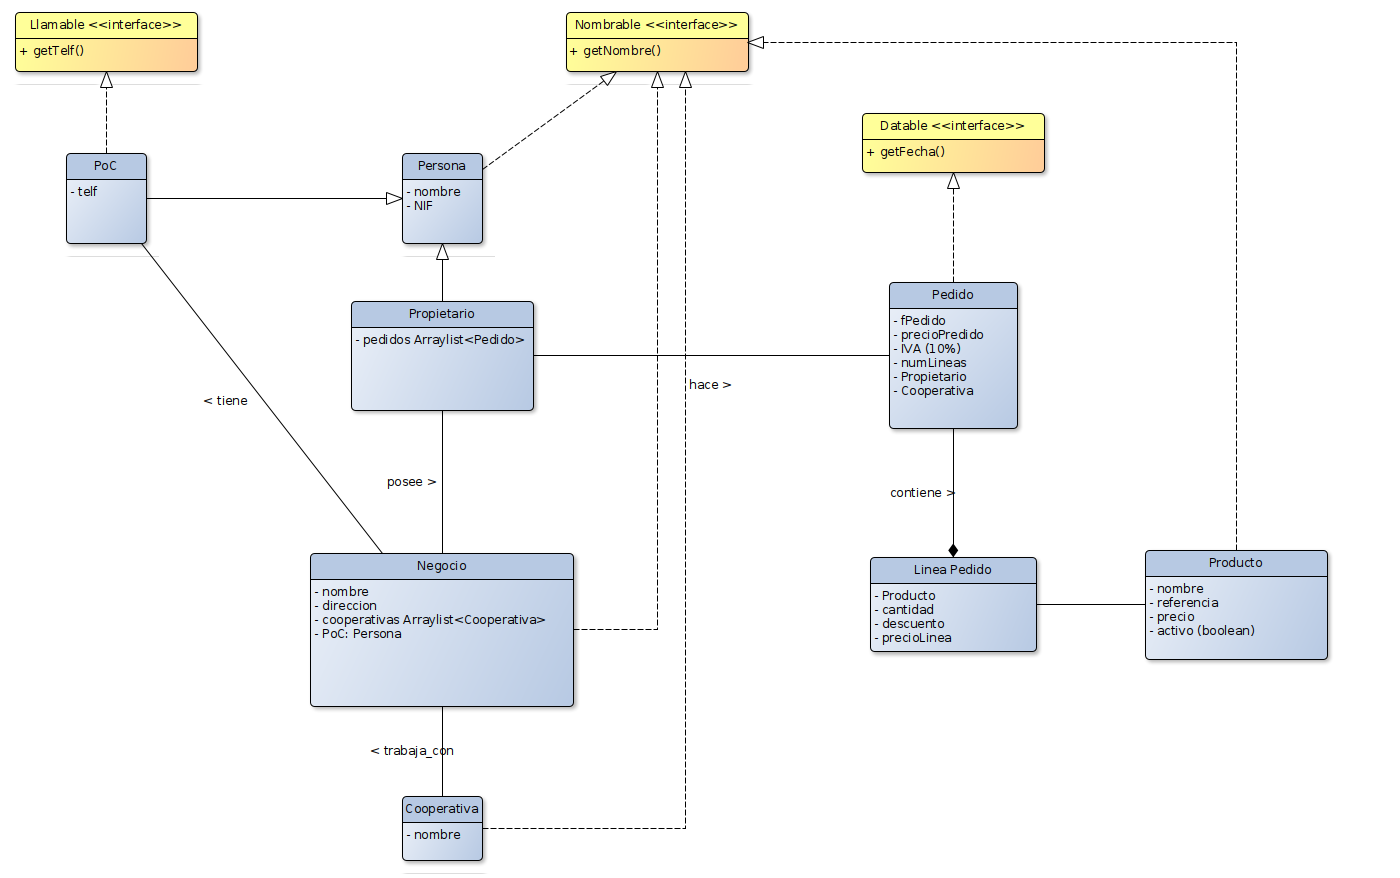 Llamable <<interface>>
+ getTelf()
Nombrable <<interface>>
+ getNombre()
Datable <<interface>>
+ getFecha()
PoC
- telf
Persona
- nombre
- NIF
Propietario
- pedidos Arraylist<Pedido>
Pedido
- fPedido
- precioPredido
- IVA (10%)
- numLineas
- Propietario
- Cooperativa
hace >
< tiene
posee >
contiene >
Negocio
- nombre
- direccion
- cooperativas Arraylist<Cooperativa>
- PoC: Persona
Linea Pedido
- Producto
- cantidad
- descuento
- precioLinea
Producto
- nombre
- referencia
- precio
- activo (boolean)
< trabaja_con
Cooperativa
- nombre